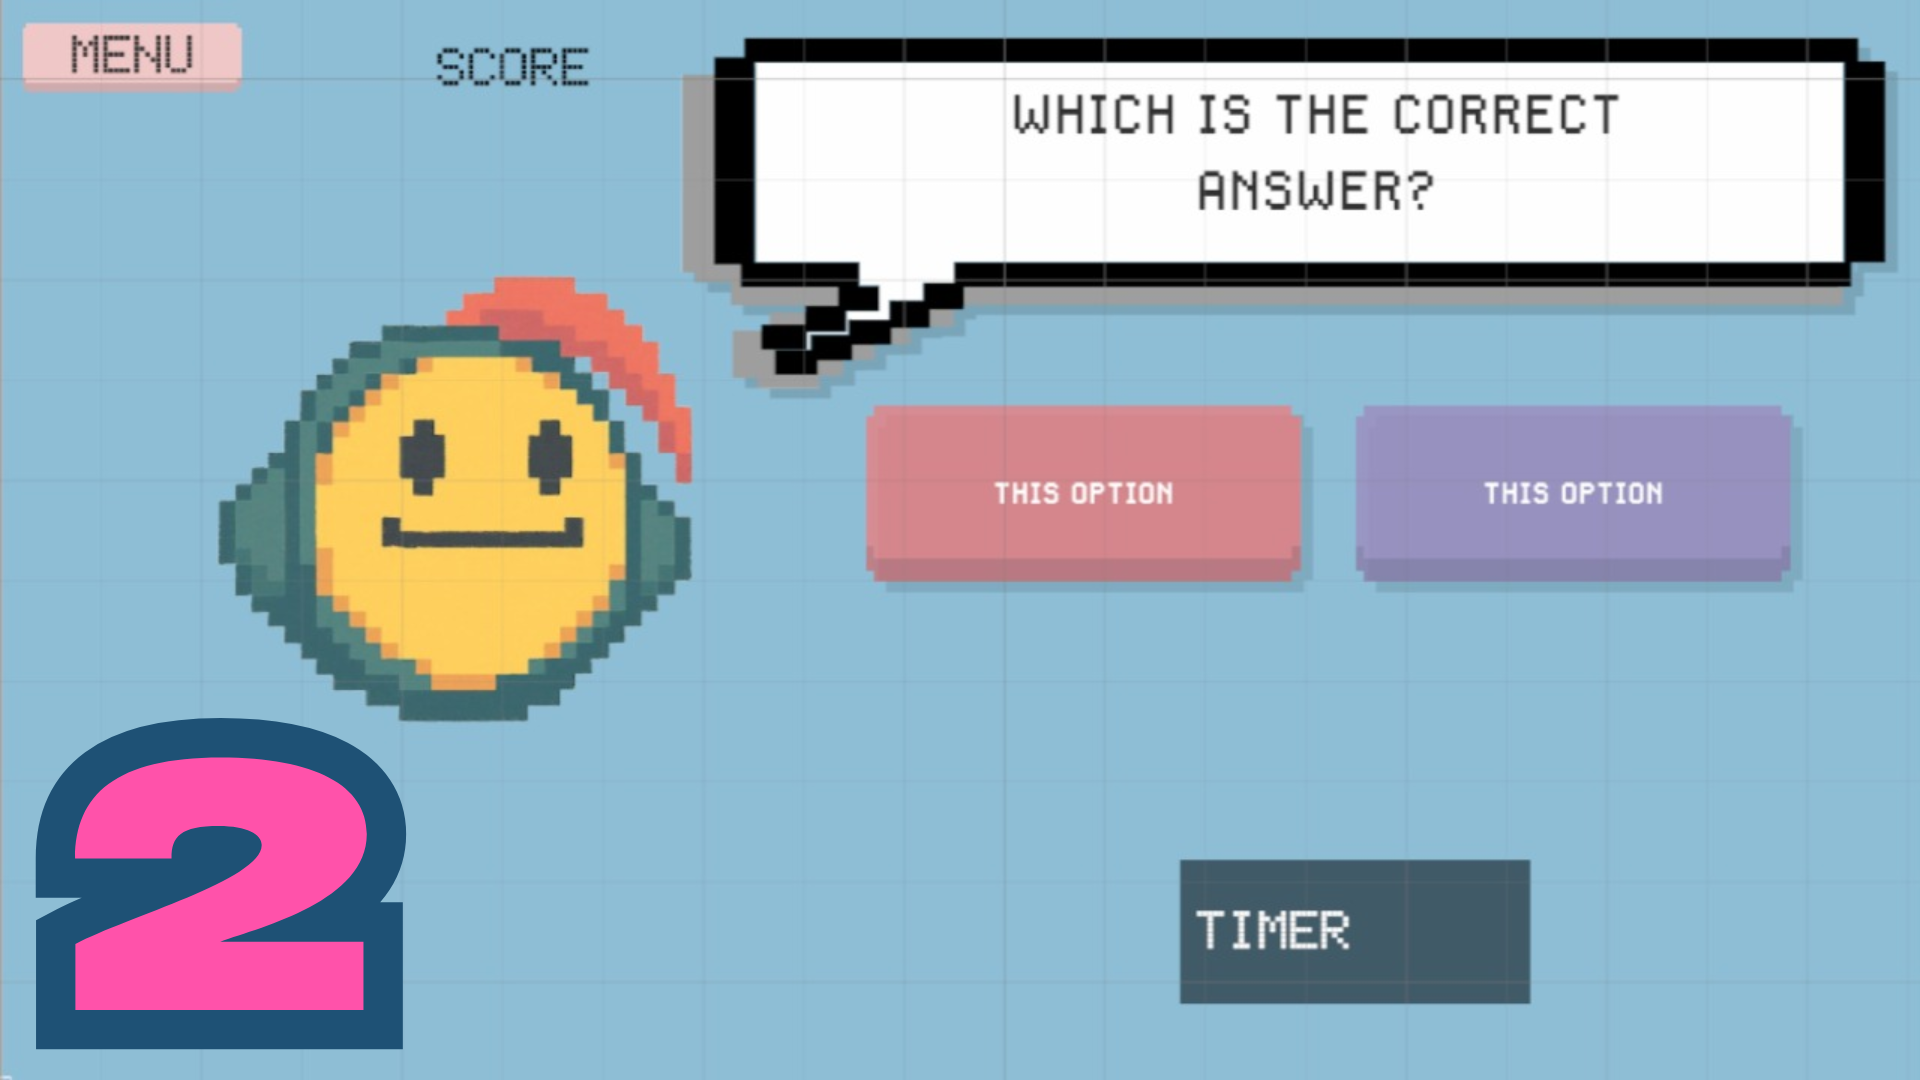 MENU
SCORE
WHICH IS THE CORRECT
ANSWER?
THIS OPTION
THIS OPTION
2
TIMER